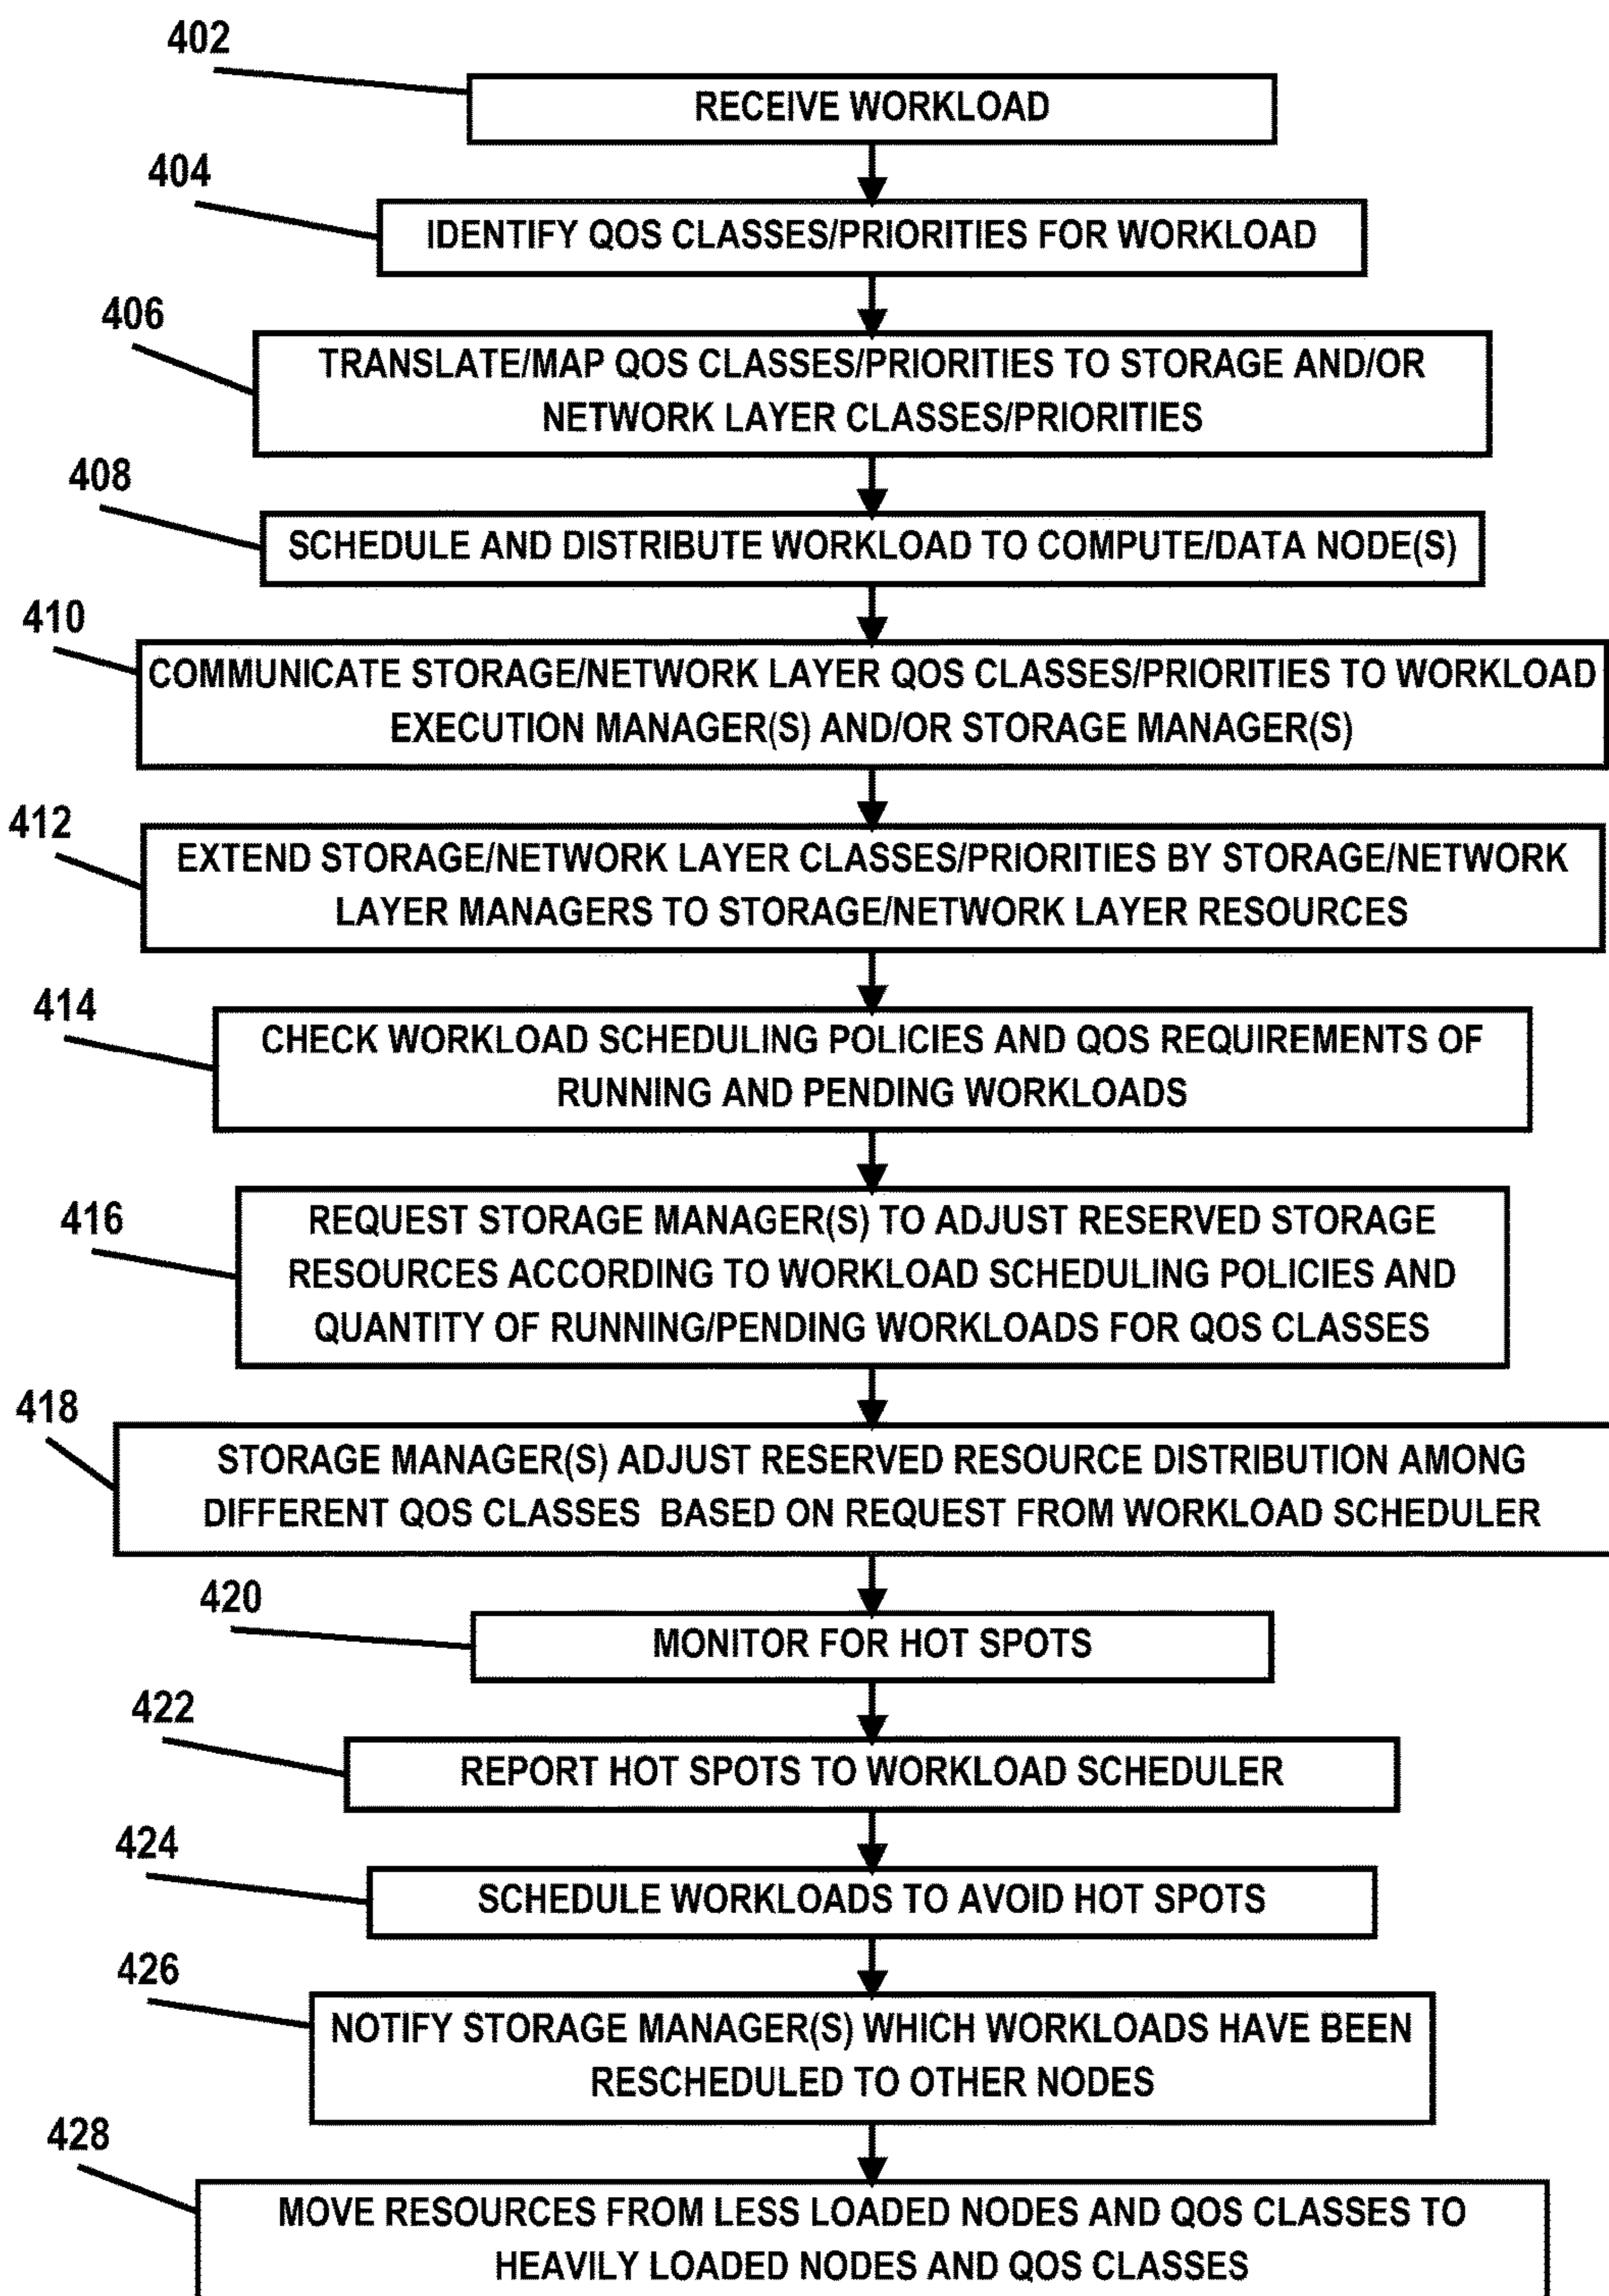 402
RECEIVE WORKLOAD
404
IDENTIFY QOS CLASSES/PRIORITIES FOR WORKLOAD
406
TRANSLATE/MAP QOS CLASSES/PRIORITIES TO STORAGE AND/OR
NETWORK LAYER CLASSES/PRIORITIES
408
SCHEDULE AND DISTRIBUTE WORKLOAD TO COMPUTE/DATA NODE(S)
410
COMMUNICATE STORAGE/NETWORK LAYER QOS CLASSES/PRIORITIES TO WORKLOAD
EXECUTION MANAGER(S) AND/OR STORAGE MANAGER(S)
412
EXTEND STORAGE/NETWORK LAYER CLASSES/PRIORITIES BY STORAGE/NETWORK
LAYER MANAGERS TO STORAGE/NETWORK LAYER RESOURCES
414
CHECK WORKLOAD SCHEDULING POLICIES AND QOS REQUIREMENTS OF
RUNNING AND PENDING WORKLOADS
416
REQUEST STORAGE MANAGER(S) TO ADJUST RESERVED STORAGE
RESOURCES ACCORDING TO WORKLOAD SCHEDULING POLICIES AND
QUANTITY OF RUNNING/PENDING WORKLOADS FOR QOS CLASSES
418
STORAGE MANAGER(S) ADJUST RESERVED RESOURCE DISTRIBUTION AMONG
DIFFERENT QOS CLASSES BASED ON REQUEST FROM WORKLOAD SCHEDULER
420
MONITOR FOR HOT SPOTS
422
REPORT HOT SPOTS TO WORKLOAD SCHEDULER
424
SCHEDULE WORKLOADS TO AVOID HOT SPOTS
426
NOTIFY STORAGE MANAGER(S) WHICH WORKLOADS HAVE BEEN
RESCHEDULED TO OTHER NODES
428
MOVE RESOURCES FROM LESS LOADED NODES AND QOS CLASSES TO
HEAVILY LOADED NODES AND QOS CLASSES